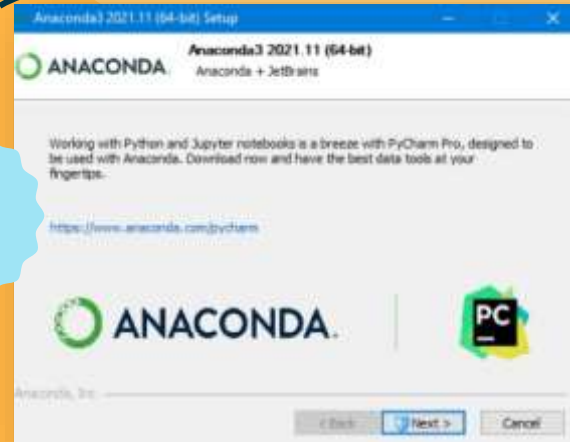 Anaconda3 2021.11 (64-bit) Setup
ANACONDA.
Anaconda3 2021.11 (64-bit)
Anaconda + JetBrains
Working with Python and Jupyter notebooks is a breeze with PyCharm Pro, designed to
be used with Anaconda. Download now and have the best data tools at your
fingertips.
https://www.anaconda.com/pycharm
ANACONDA.
PC
Anaconda, Inc.
< Back
Next >
Cancel